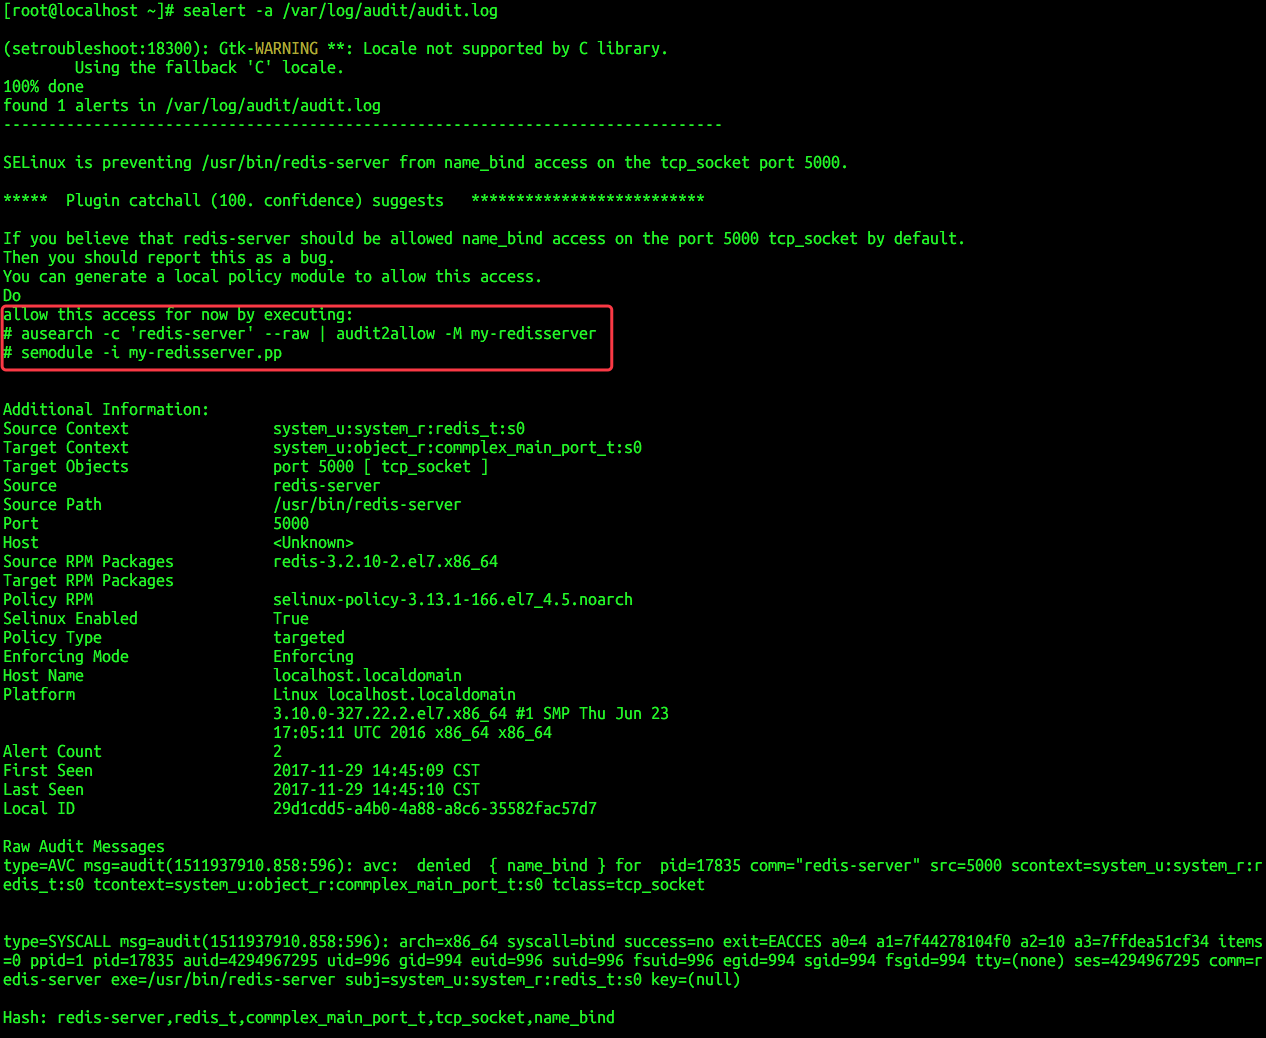 [root@localhost ~]# sealert -a /var/log/audit/audit.log
(setroubleshoot:18300): Gtk-WARNING **: Locale not supported by C library.
Using the fallback 'C' locale.
100% done
found 1 alerts in /var/log/audit/audit.log
--------------------------------------------------------------------------------
SELinux is preventing /usr/bin/redis-server from name_bind access on the tcp_socket port 5000.
*****  Plugin catchall (100. confidence) suggests   **************************
If you believe that redis-server should be allowed name_bind access on the port 5000 tcp_socket by default.
Then you should report this as a bug.
You can generate a local policy module to allow this access.
Do
allow this access for now by executing:
# ausearch -c 'redis-server' --raw | audit2allow -M my-redisserver
# semodule -i my-redisserver.pp
Additional Information:
Source Context                system_u:system_r:redis_t:s0
Target Context                system_u:object_r:commplex_main_port_t:s0
Target Objects                port 5000 [ tcp_socket ]
Source                        redis-server
Source Path                   /usr/bin/redis-server
Port                          5000
Host                          <Unknown>
Source RPM Packages           redis-3.2.10-2.el7.x86_64
Target RPM Packages
Policy RPM                    selinux-policy-3.13.1-166.el7_4.5.noarch
Selinux Enabled               True
Policy Type                   targeted
Enforcing Mode                Enforcing
Host Name                     localhost.localdomain
Platform                      Linux localhost.localdomain
3.10.0-327.22.2.el7.x86_64 #1 SMP Thu Jun 23
17:05:11 UTC 2016 x86_64 x86_64
Alert Count                   2
First Seen                    2017-11-29 14:45:09 CST
Last Seen                     2017-11-29 14:45:10 CST
Local ID                      29d1cdd5-a4b0-4a88-a8c6-35582fac57d7
Raw Audit Messages
type=AVC msg=audit(1511937910.858:596): avc:  denied  { name_bind } for  pid=17835 comm="redis-server" src=5000 scontext=system_u:system_r:r
edis_t:s0 tcontext=system_u:object_r:commplex_main_port_t:s0 tclass=tcp_socket
type=SYSCALL msg=audit(1511937910.858:596): arch=x86_64 syscall=bind success=no exit=EACCES a0=4 a1=7f44278104f0 a2=10 a3=7ffdea51cf34 items
=0 ppid=1 pid=17835 auid=4294967295 uid=996 gid=994 euid=996 suid=996 fsuid=996 egid=994 sgid=994 fsgid=994 tty=(none) ses=4294967295 comm=r
edis-server exe=/usr/bin/redis-server subj=system_u:system_r:redis_t:s0 key=(null)
Hash: redis-server,redis_t,commplex_main_port_t,tcp_socket,name_bind